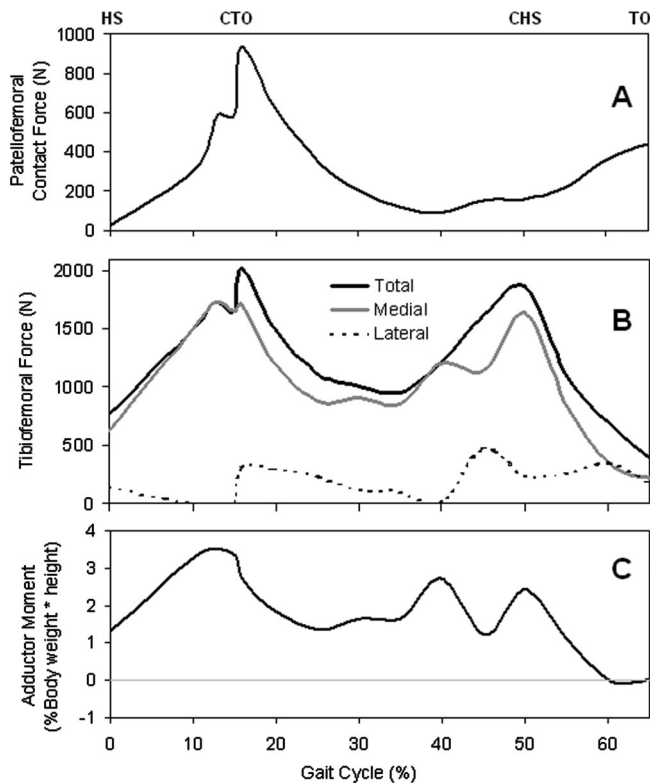 HS CTO CHS TO
Patellofemoral
Contact Force (N)
1000
800
600
400
200
0
A
Tibiofemoral Force (N)
2000
1500
1000
500
0
Total
Medial
Lateral
B
Adductor Moment
(%Body weight * height)
4
3
2
1
0
-1
C
0 10 20 30 40 50 60
Gait Cycle (%)